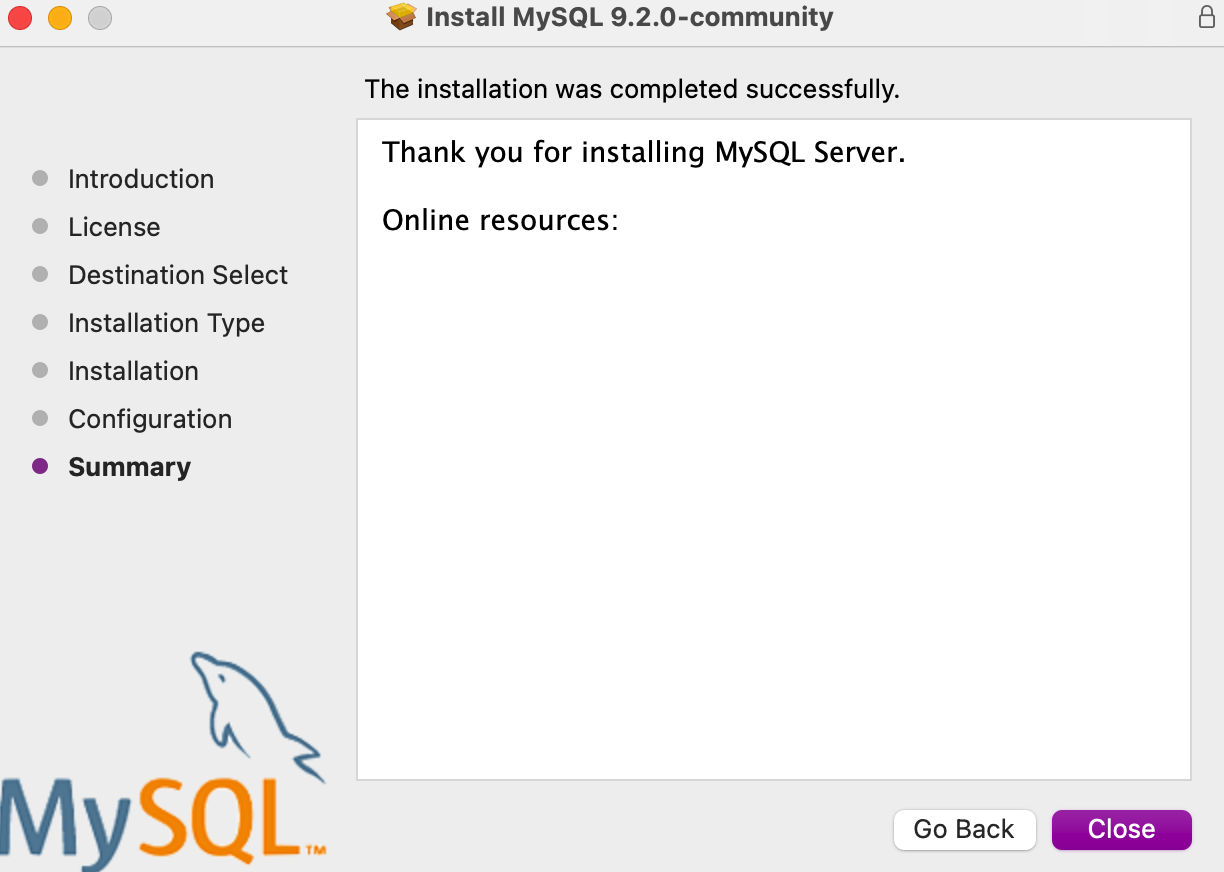 Install MySQL 9.2.0-community
The installation was completed successfully.
Introduction
License
Destination Select
Installation Type
Installation
Configuration
Summary
Thank you for installing MySQL Server.
Online resources:
MySQL™
Go Back
Close